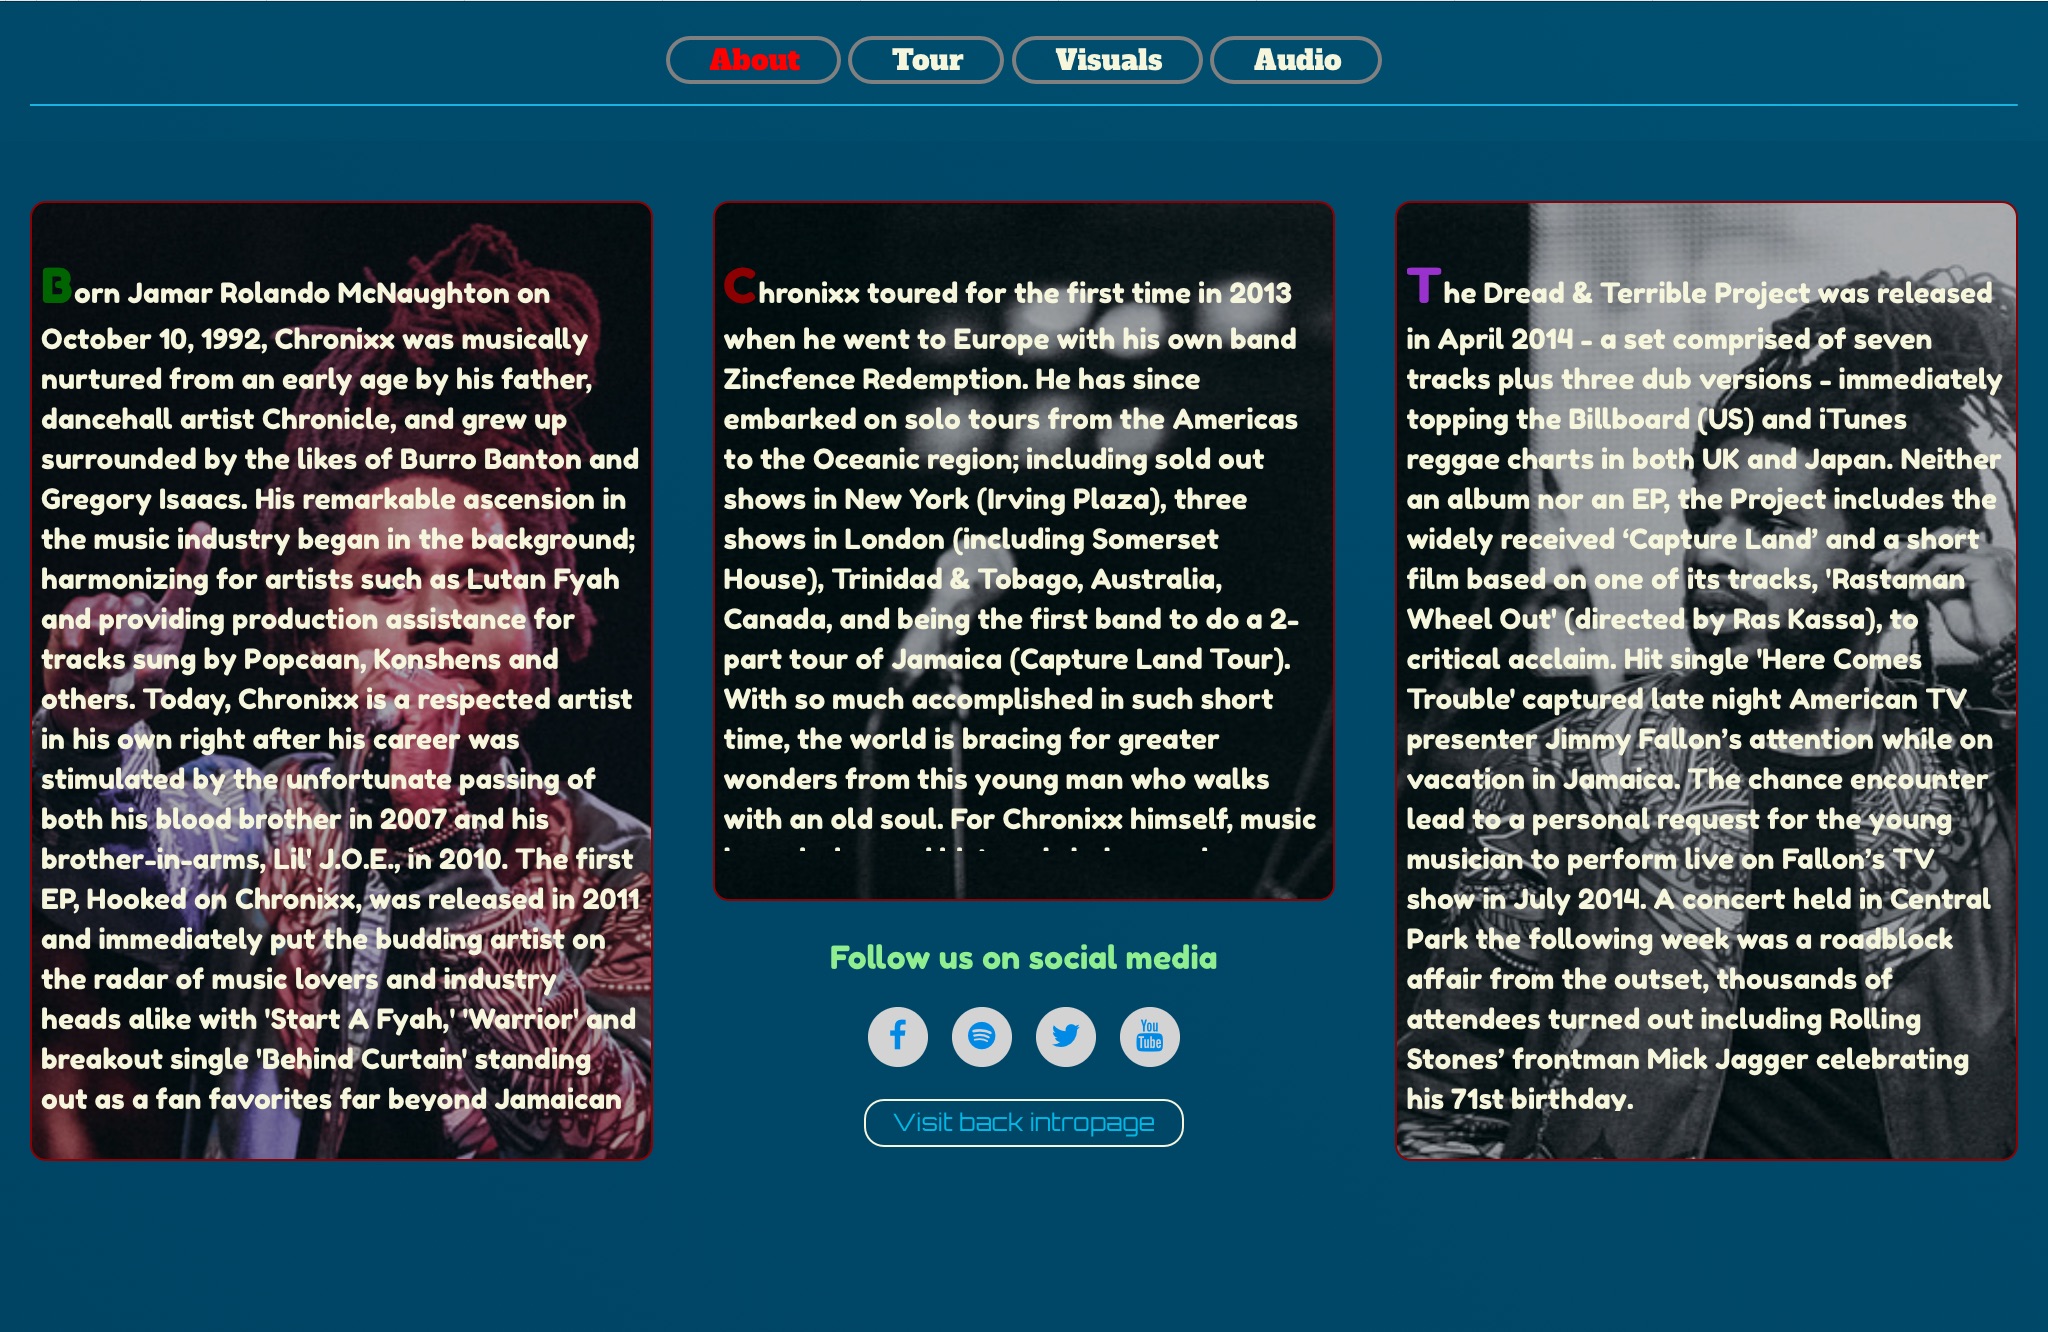 About
Tour
Visuals
Audio
Born Jamar Rolando McNaughton on
October 10, 1992, Chronixx was musically
nurtured from an early age by his father,
dancehall artist Chronicle, and grew up
surrounded by the likes of Burro Banton and
Gregory Isaacs. His remarkable ascension in
the music industry began in the background;
harmonizing for artists such as Lutan Fyah
and providing production assistance for
tracks sung by Popcaan, Konshens and
others. Today, Chronixx is a respected artist
in his own right after his career was
stimulated by the unfortunate passing of
both his blood brother in 2007 and his
brother-in-arms, Lil' J.O.E., in 2010. The first
EP, Hooked on Chronixx, was released in 2011
and immediately put the budding artist on
the radar of music lovers and industry
heads alike with 'Start A Fyah,' 'Warrior' and
breakout single 'Behind Curtain' standing
out as a fan favorites far beyond Jamaican
Chronixx toured for the first time in 2013
when he went to Europe with his own band
Zincfence Redemption. He has since
embarked on solo tours from the Americas
to the Oceanic region; including sold out
shows in New York (Irving Plaza), three
shows in London (including Somerset
House), Trinidad & Tobago, Australia,
Canada, and being the first band to do a 2-
part tour of Jamaica (Capture Land Tour).
With so much accomplished in such short
time, the world is bracing for greater
wonders from this young man who walks
with an old soul. For Chronixx himself, music
Follow us on social media
You
Tube
Visit back intropage
The Dread & Terrible Project was released
in April 2014 - a set comprised of seven
tracks plus three dub versions - immediately
topping the Billboard (US) and iTunes
reggae charts in both UK and Japan. Neither
an album nor an EP, the Project includes the
widely received ‘Capture Land’ and a short
film based on one of its tracks, 'Rastaman
Wheel Out' (directed by Ras Kassa), to
critical acclaim. Hit single 'Here Comes
Trouble' captured late night American TV
presenter Jimmy Fallon’s attention while on
vacation in Jamaica. The chance encounter
lead to a personal request for the young
musician to perform live on Fallon’s TV
show in July 2014. A concert held in Central
Park the following week was a roadblock
affair from the outset, thousands of
attendees turned out including Rolling
Stones’ frontman Mick Jagger celebrating
his 71st birthday.